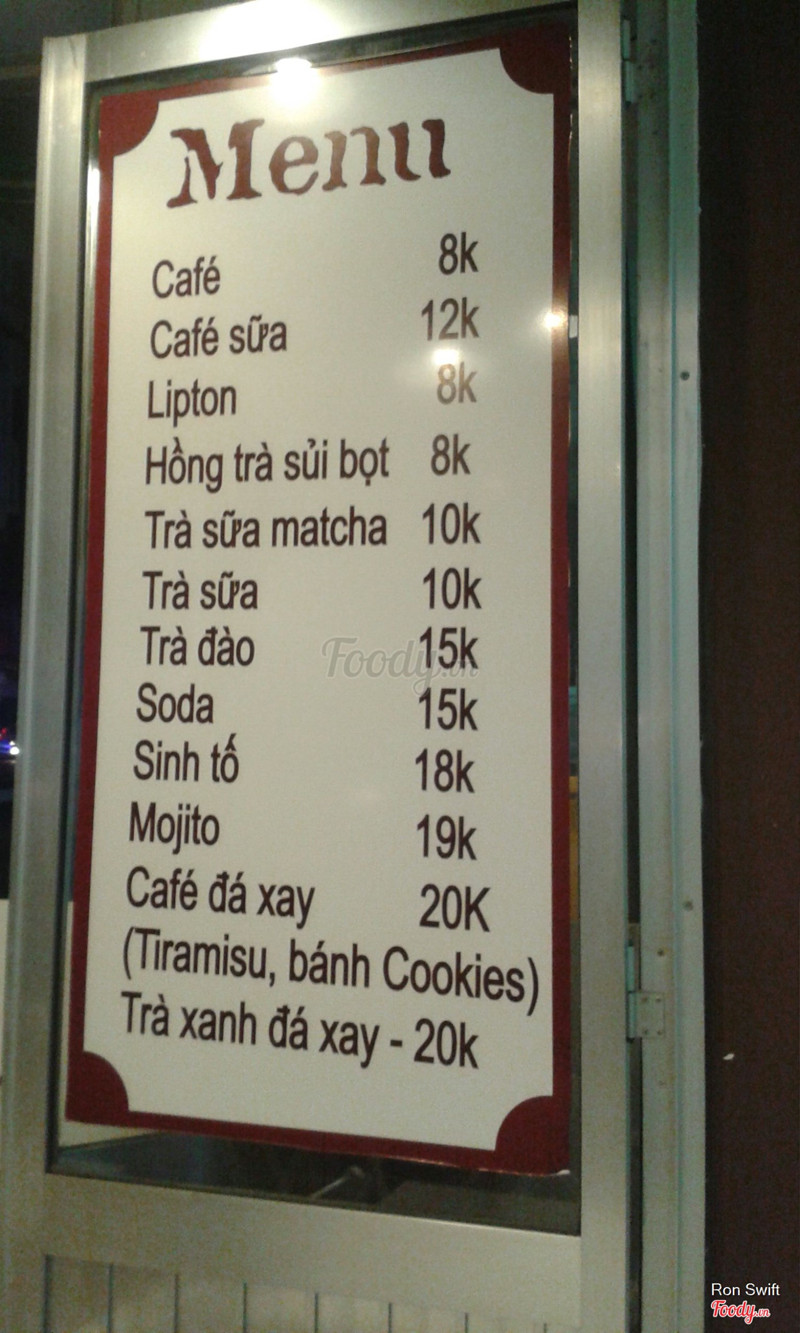 Menu
Café 8k
Café sữa 12k
Lipton 8k
Hồng trà sủi bọt 8k
Trà sữa matcha 10k
Trà sữa 10k
Trà đào 15k
Foody.vn
Soda 15k
Sinh tố 18k
Mojito 19k
Café đá xay 20K
(Tiramisu, bánh Cookies)
Trà xanh đá xay - 20k
Ron Swift
Foody.vn